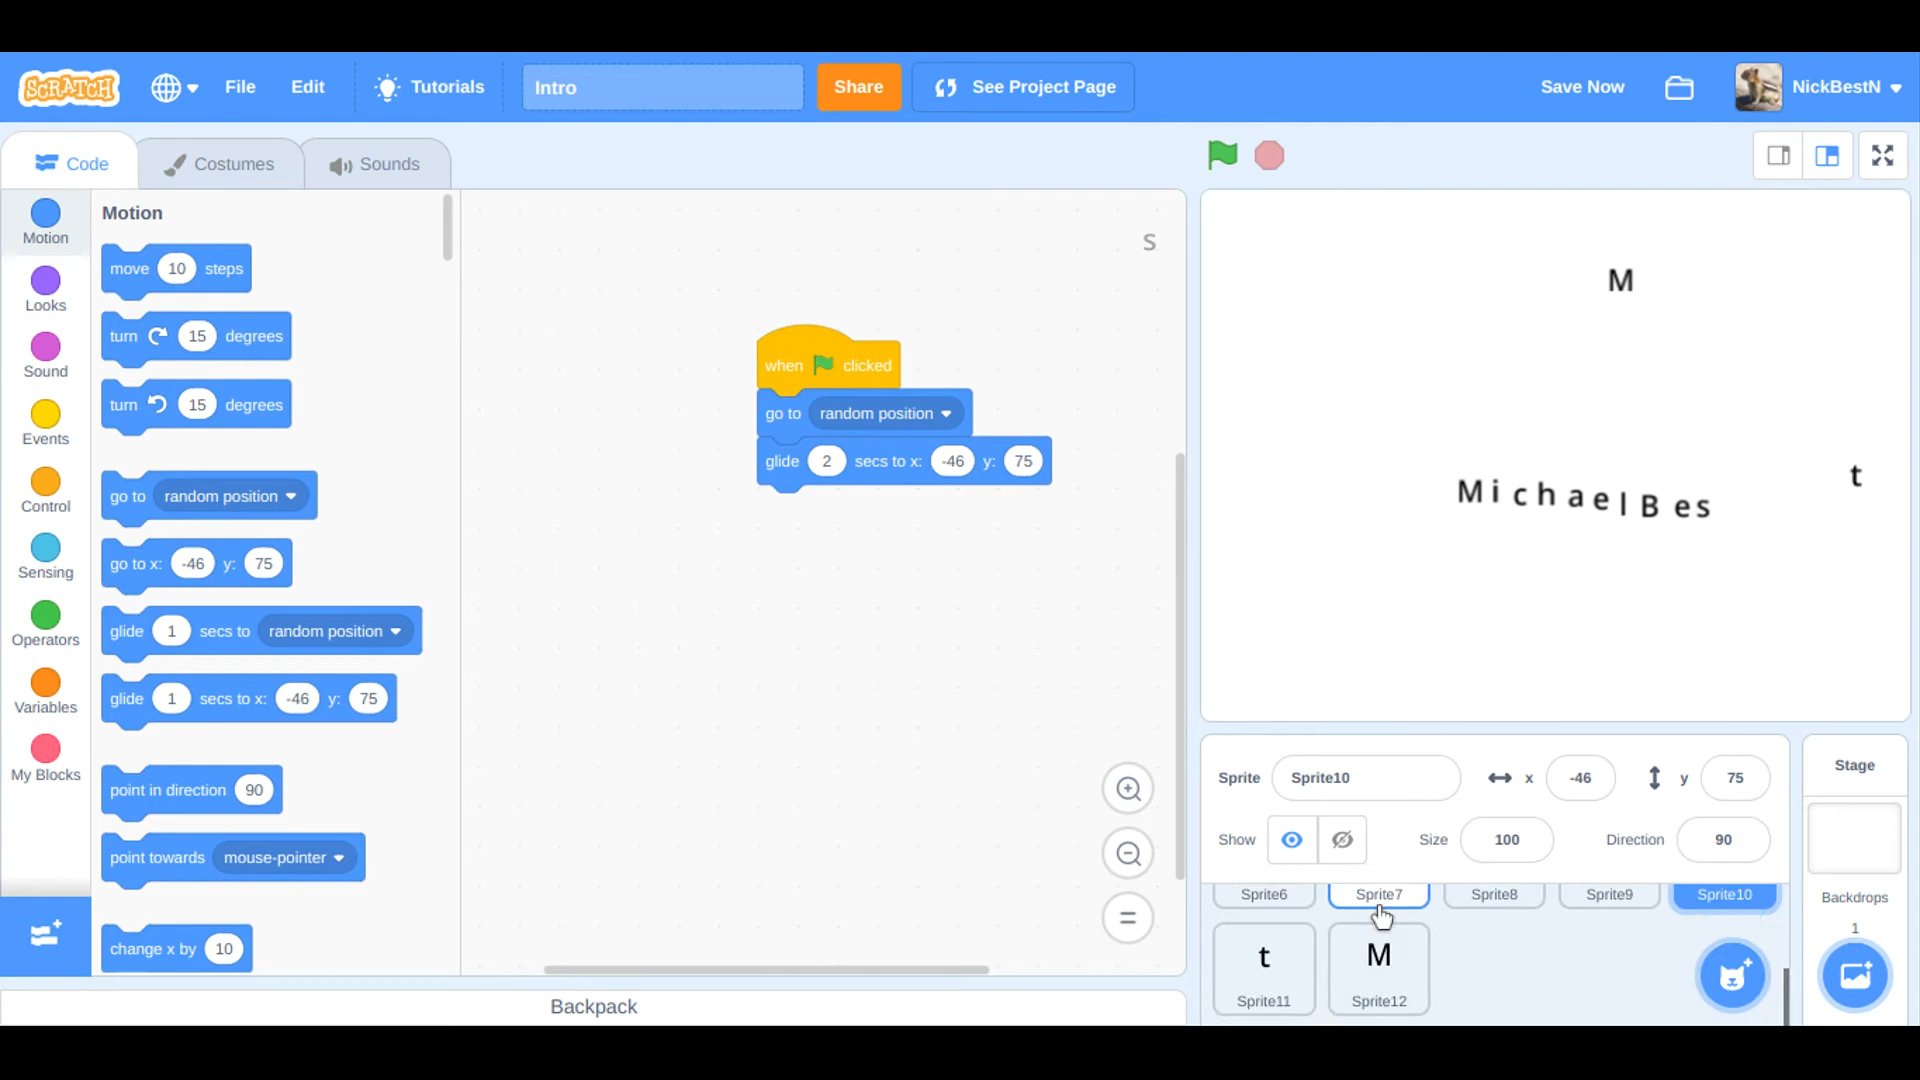 SCRATCH File Edit Tutorials Intro Share See Project Page Save Now NickBestN
Code Costumes Sounds
Motion
Looks
Sound
Events
Control
Sensing
Operators
Variables
My Blocks
Motion
move 10 steps
turn 15 degrees
turn 15 degrees
go to random position
go to x: -46 y: 75
glide 1 secs to random position
glide 1 secs to x: -46 y: 75
point in direction 90
point towards mouse-pointer
change x by 10
s
when clicked
go to random position
glide 2 secs to x: -46 y: 75
Backpack
M
t
MichaelBes
Sprite Sprite10 x -46 y 75
Show Size 100 Direction 90
Sprite6 Sprite7 Sprite8 Sprite9 Sprite10
t M
Sprite11 Sprite12
Stage
Backdrops
1